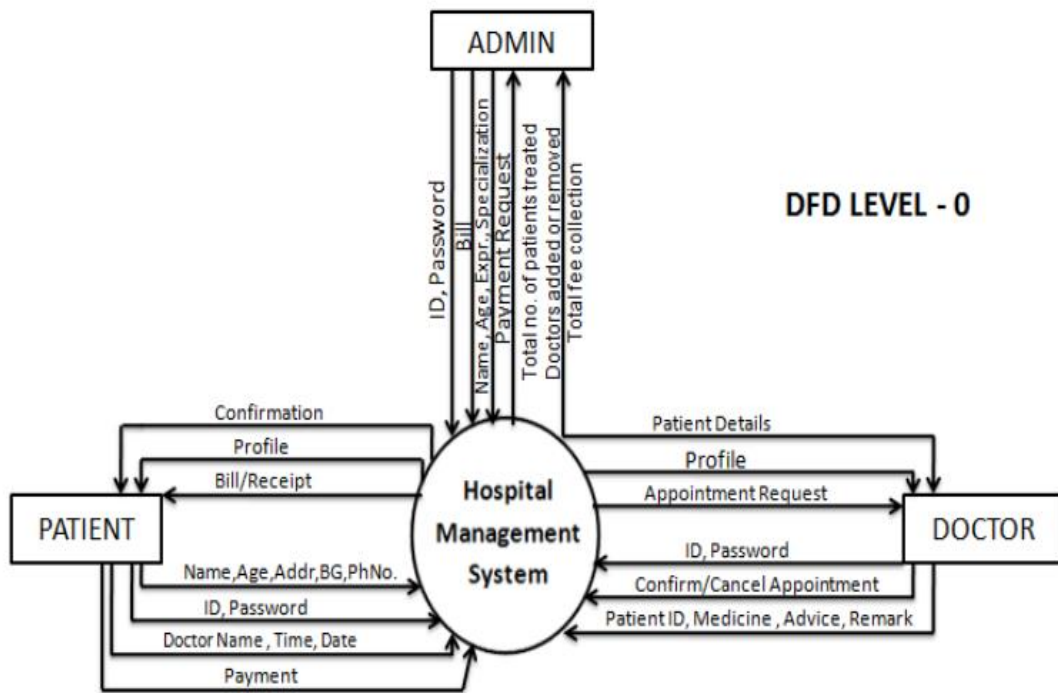 ADMIN
ID, Password
Bill
Name, Age, Expr., Specialization
Payment Request
Total no. of patients treated
Doctors added or removed
Total fee collection
DFD LEVEL - 0
Confirmation
Profile
Bill/Receipt
PATIENT
Name,Age,Addr,BG,PhNo.
ID, Password
Doctor Name , Time, Date
Payment
Hospital
Management
System
Patient Details
Profile
Appointment Request
DOCTOR
ID, Password
Confirm/Cancel Appointment
Patient ID, Medicine , Advice, Remark